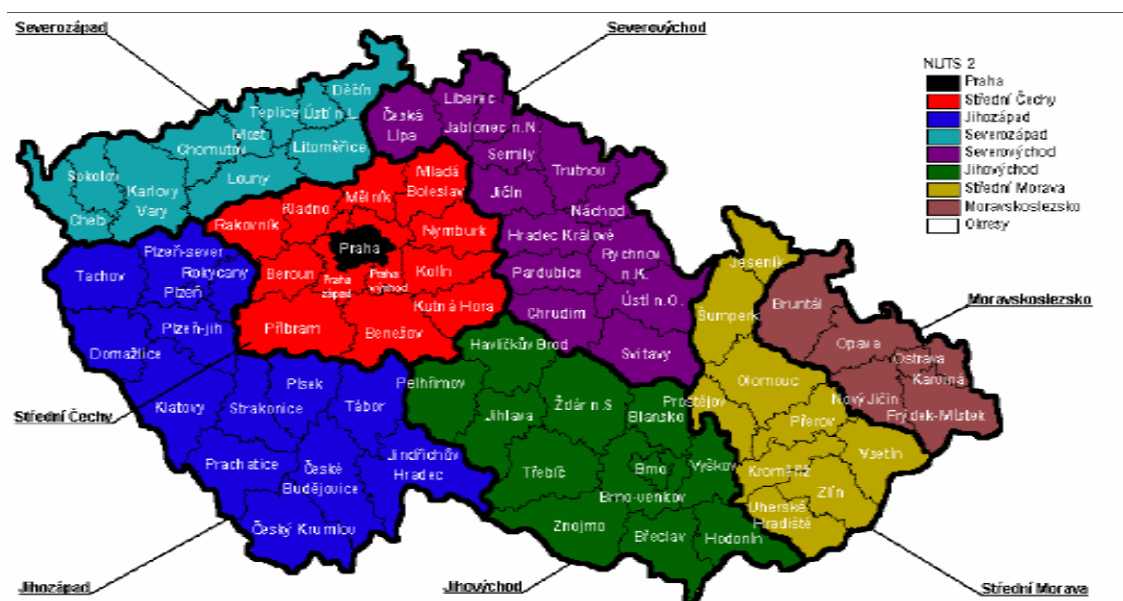 Severozápad
Severovýchod
NUTS 2
Praha
Střední Čechy
Jihozápad
Severozápad
Severovýchod
Jihovýchod
Střední Morava
Moravskoslezsko
Okresy
Děčín
Teplice
Ústí n.L.
Most
Chomutov
Litoměřice
Louny
Sokolov
Karlovy
Vary
Cheb
Česká
Lípa
Liberec
Jablonec n.N.
Semily
Trutnov
Jičín
Náchod
Hradec Králové
Rychnov
n.K.
Pardubice
Ústí n.O.
Chrudim
Svitavy
Mladá
Boleslav
Mělník
Kladno
Rakovník
Nymburk
Praha
Beroun
Praha
západ
Praha
východ
Kolín
Kutná Hora
Příbram
Benešov
Plzeň-sever
Tachov
Rokycany
Plzeň
Plzeň-jih
Domažlice
Klatovy
Písek
Strakonice
Tábor
Prachatice
České
Budějovice
Jindřichův
Hradec
Český Krumlov
Havlíčkův Brod
Pelhřimov
Jihlava
Žďár n.S
Blansko
Třebíč
Brno
Vyškov
Brno-venkov
Znojmo
Břeclav
Hodonín
Jeseník
Šumperk
Olomouc
Prostějov
Přerov
Kroměříž
Vsetín
Zlín
Uherské
Hradiště
Bruntál
Opava
Ostrava
Karviná
Nový Jičín
Frýdek-Místek
Moravskoslezsko
Střední Čechy
Jihozápad
Jihovýchod
Střední Morava